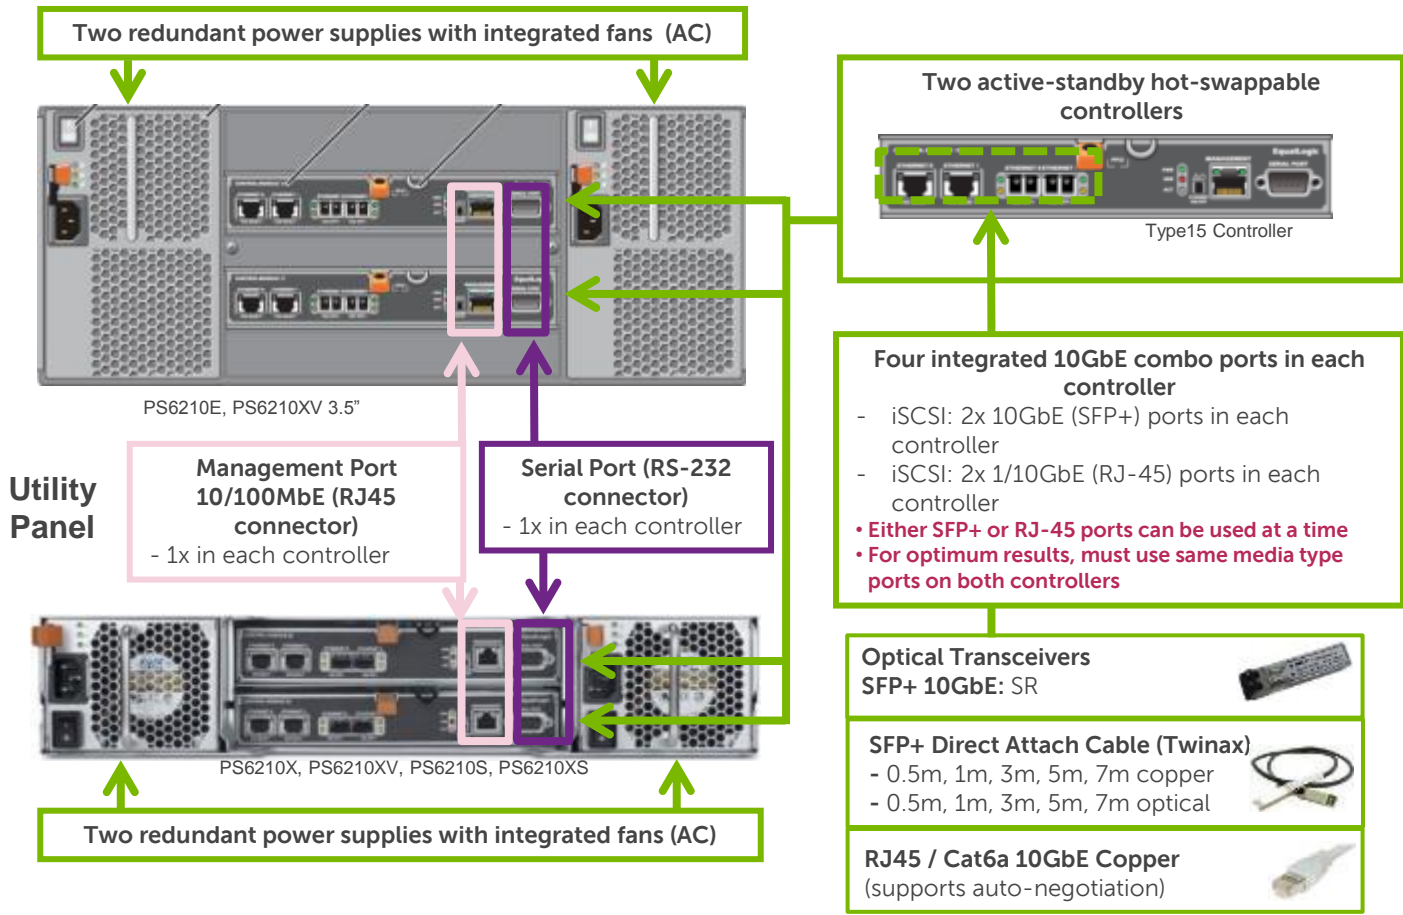 Two redundant power supplies with integrated fans (AC)
PS6210E, PS6210XV 3.5”
Utility
Panel
Management Port
10/100MbE (RJ45
connector)
- 1x in each controller
Serial Port (RS-232
connector)
- 1x in each controller
PS6210X, PS6210XV, PS6210S, PS6210XS
Two redundant power supplies with integrated fans (AC)
Two active-standby hot-swappable
controllers
EqualLogic
MANAGEMENT
SERIAL PORT
Type15 Controller
Four integrated 10GbE combo ports in each
controller
- iSCSI: 2x 10GbE (SFP+) ports in each
controller
- iSCSI: 2x 1/10GbE (RJ-45) ports in each
controller
• Either SFP+ or RJ-45 ports can be used at a time
• For optimum results, must use same media type
ports on both controllers
Optical Transceivers
SFP+ 10GbE: SR
SFP+ Direct Attach Cable (Twinax)
- 0.5m, 1m, 3m, 5m, 7m copper
- 0.5m, 1m, 3m, 5m, 7m optical
RJ45 / Cat6a 10GbE Copper
(supports auto-negotiation)